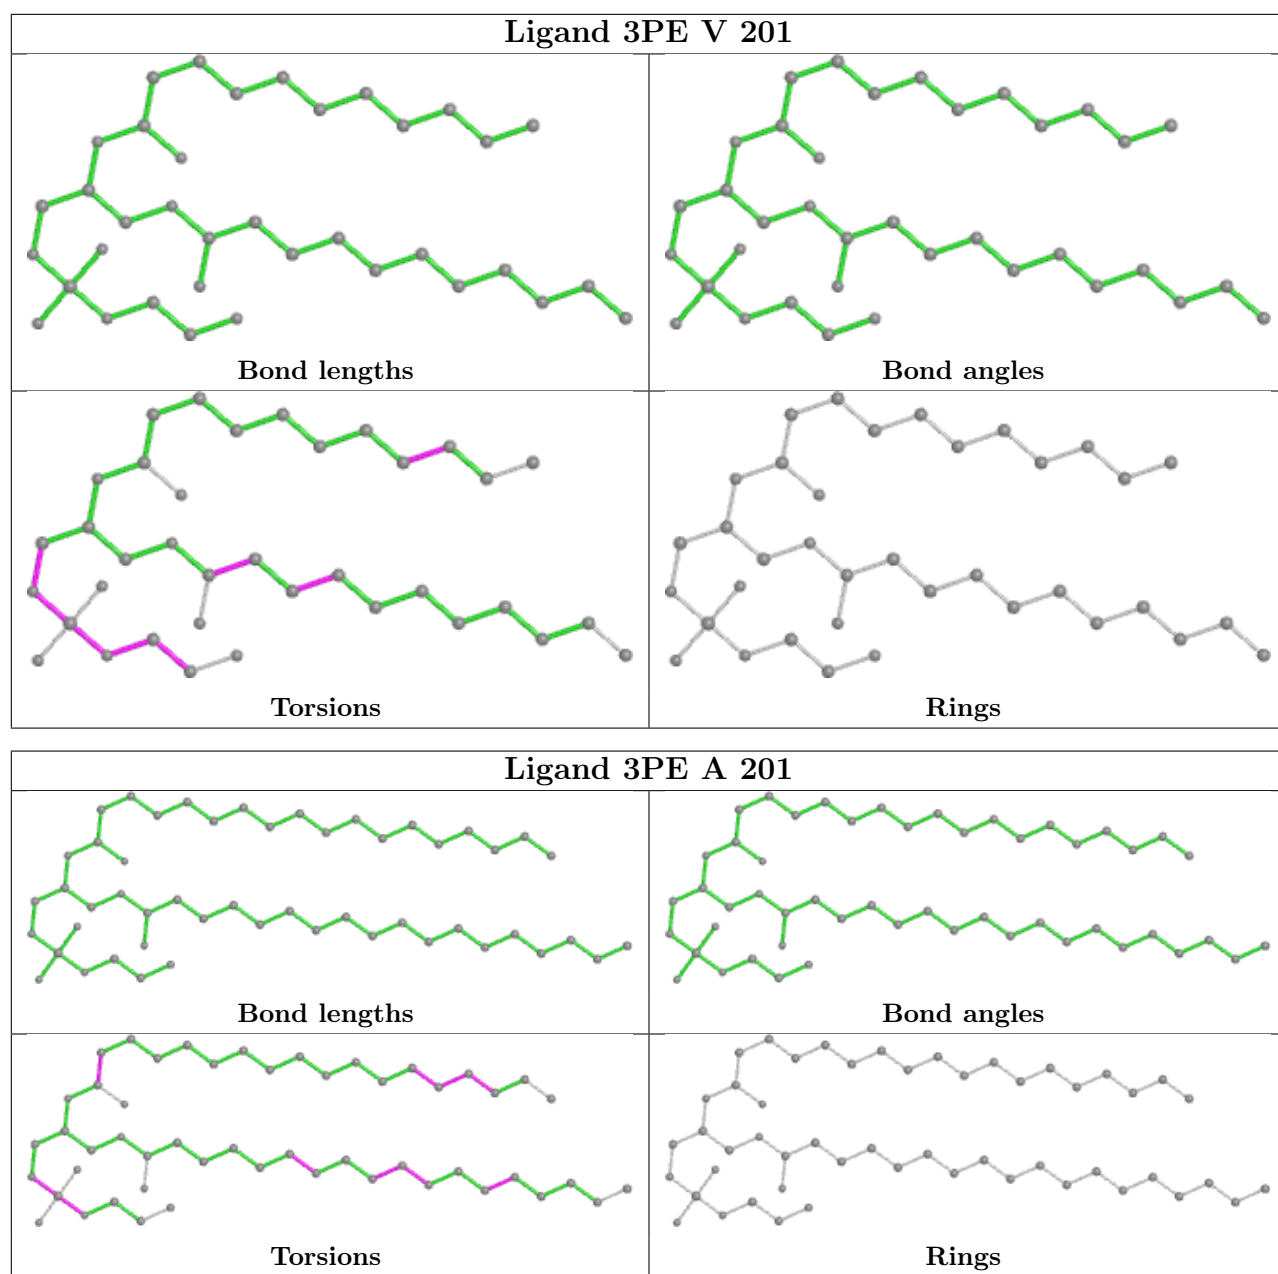 Ligand 3PE V 201
Bond lengths
Bond angles
Torsions
Rings
Ligand 3PE A 201
Bond lengths
Bond angles
Torsions
Rings